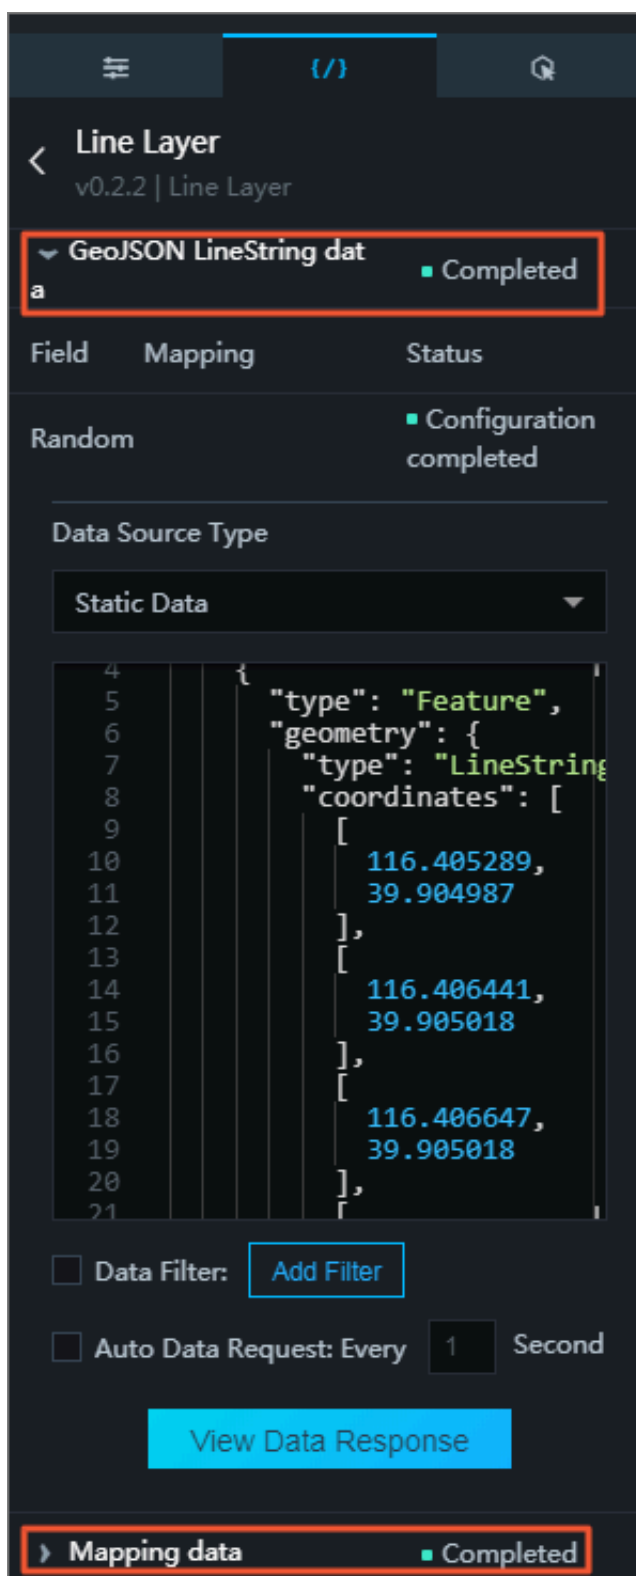 {/}
Line Layer
v0.2.2 | Line Layer
GeoJSON LineString dat
a
Completed
Field Mapping Status
Random
Configuration
completed
Data Source Type
Static Data
4 {
5 "type": "Feature",
6 "geometry": {
7 "type": "LineString
8 "coordinates": [
9 [
10 116.405289,
11 39.904987
12 ],
13 [
14 116.406441,
15 39.905018
16 ],
17 [
18 116.406647,
19 39.905018
20 ],
21 [
Data Filter: Add Filter
Auto Data Request: Every 1 Second
View Data Response
Mapping data Completed